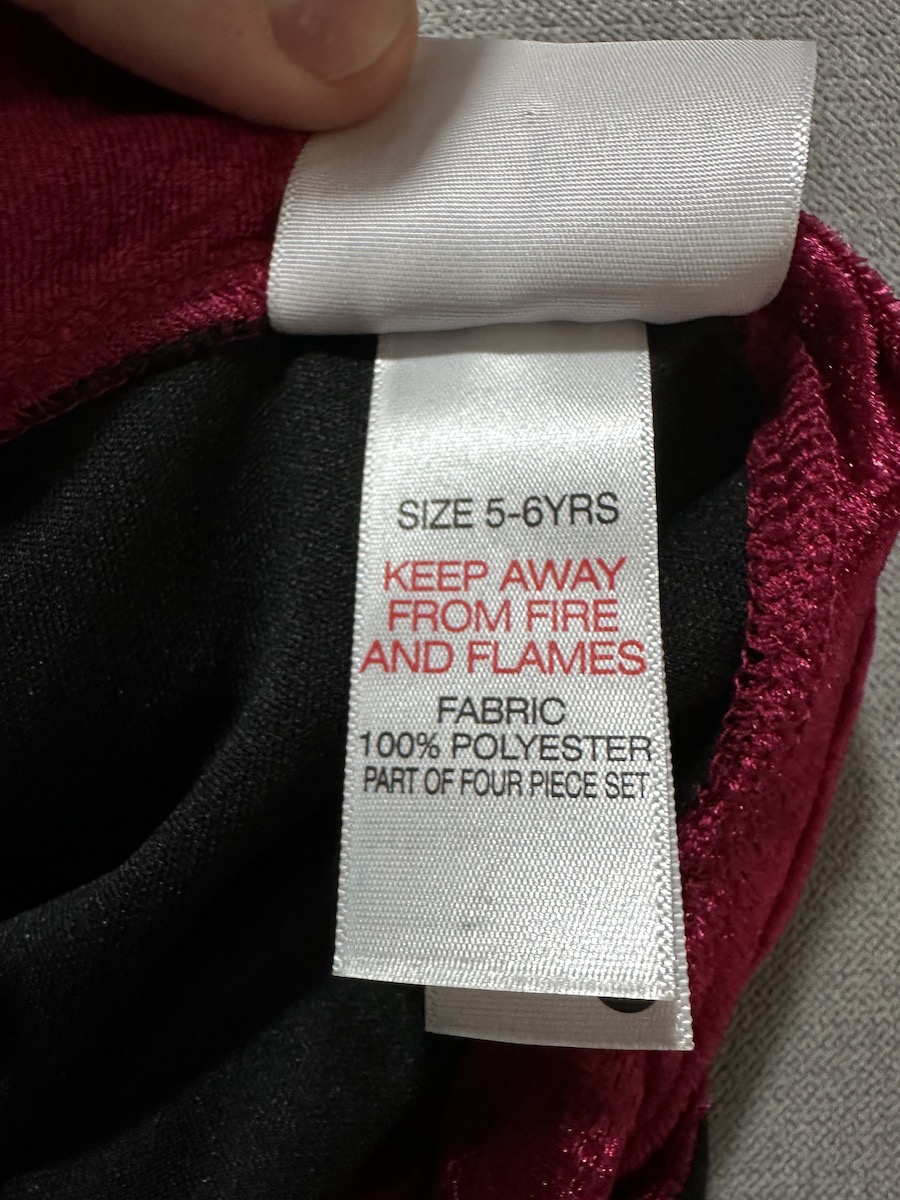 SIZE 5-6YRS
KEEP AWAY
FROM FIRE
AND FLAMES
FABRIC
100% POLYESTER
PART OF FOUR PIECE SET